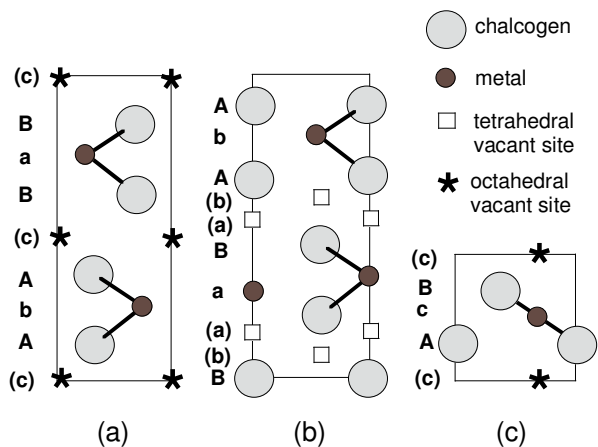 (c)
B
a
B
(c)
A
b
A
(c)
(a)
A
b
A
(b)
(a)
B
a
(a)
(b)
B
(b)
chalcogen
metal
tetrahedral
vacant site
octahedral
vacant site
(c)
B
c
A
(c)
(c)